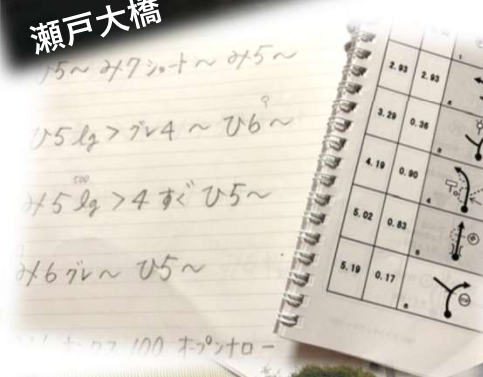 瀬戸大橋
ひ5〜 み7ショート〜 み5〜
ひ5 lg > グレ4 〜 ひ6〜
500
み5 lg > 4 すぐ ひ5〜
み6 グレ〜 ひ5〜
100 オープンナロー
2.93 2.93
3.29 0.36
4.19 0.90
5.02 0.83
5.19 0.17